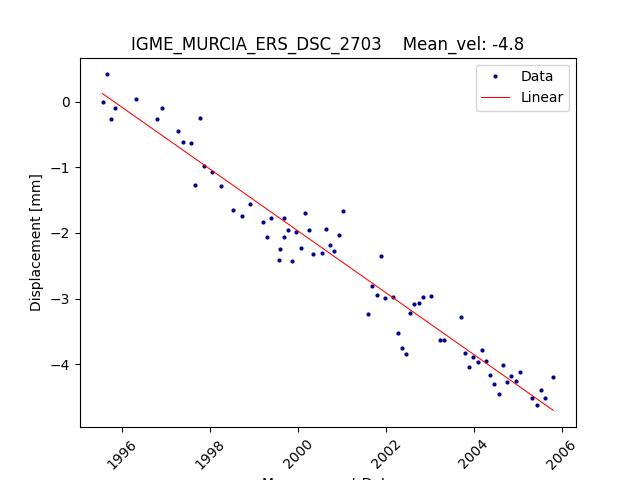 IGME_MURCIA_ERS_DSC_2703    Mean_vel: -4.8
Data
Linear
Displacement [mm]
0
−1
−2
−3
−4
1996
1998
2000
2002
2004
2006